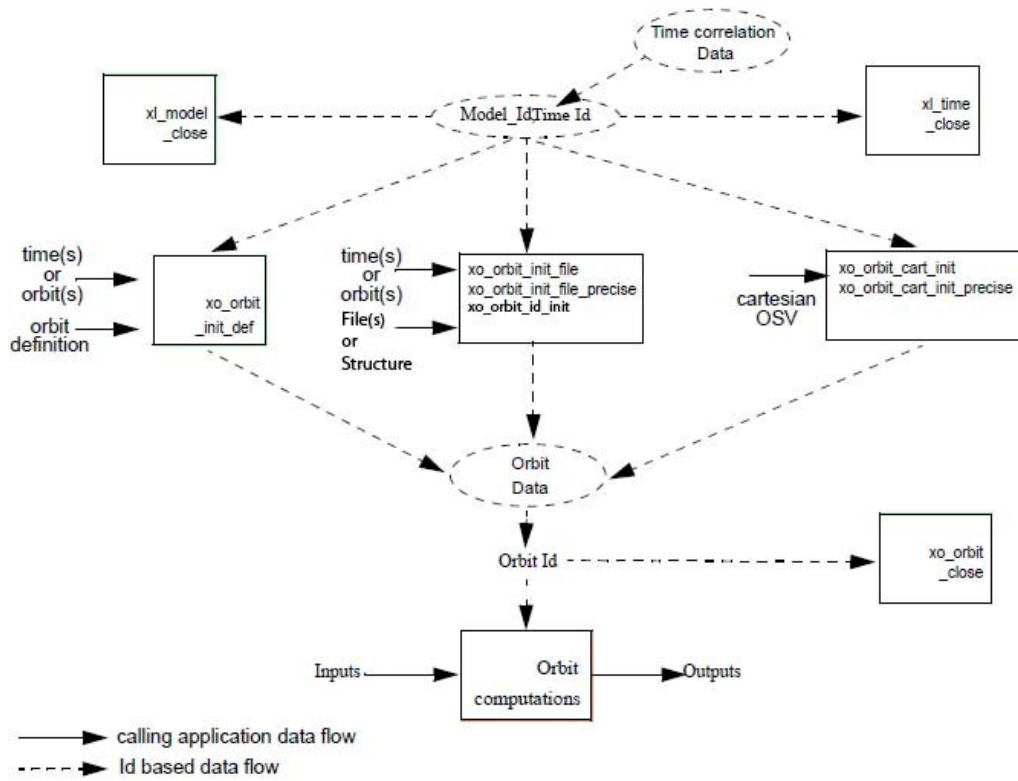 Time correlation
Data
xl_model
_close
Model_Id,Time Id
xl_time
_close
time(s)
or
orbit(s)
orbit
definition
xo_orbit
_init_def
time(s)
or
orbit(s)
File(s)
or
Structure
xo_orbit_init_file
xo_orbit_init_file_precise
xo_orbit_id_init
cartesian
OSV
xo_orbit_cart_init
xo_orbit_cart_init_precise
Orbit
Data
Orbit Id
xo_orbit
_close
Inputs
Orbit
computations
Outputs
calling application data flow
Id based data flow